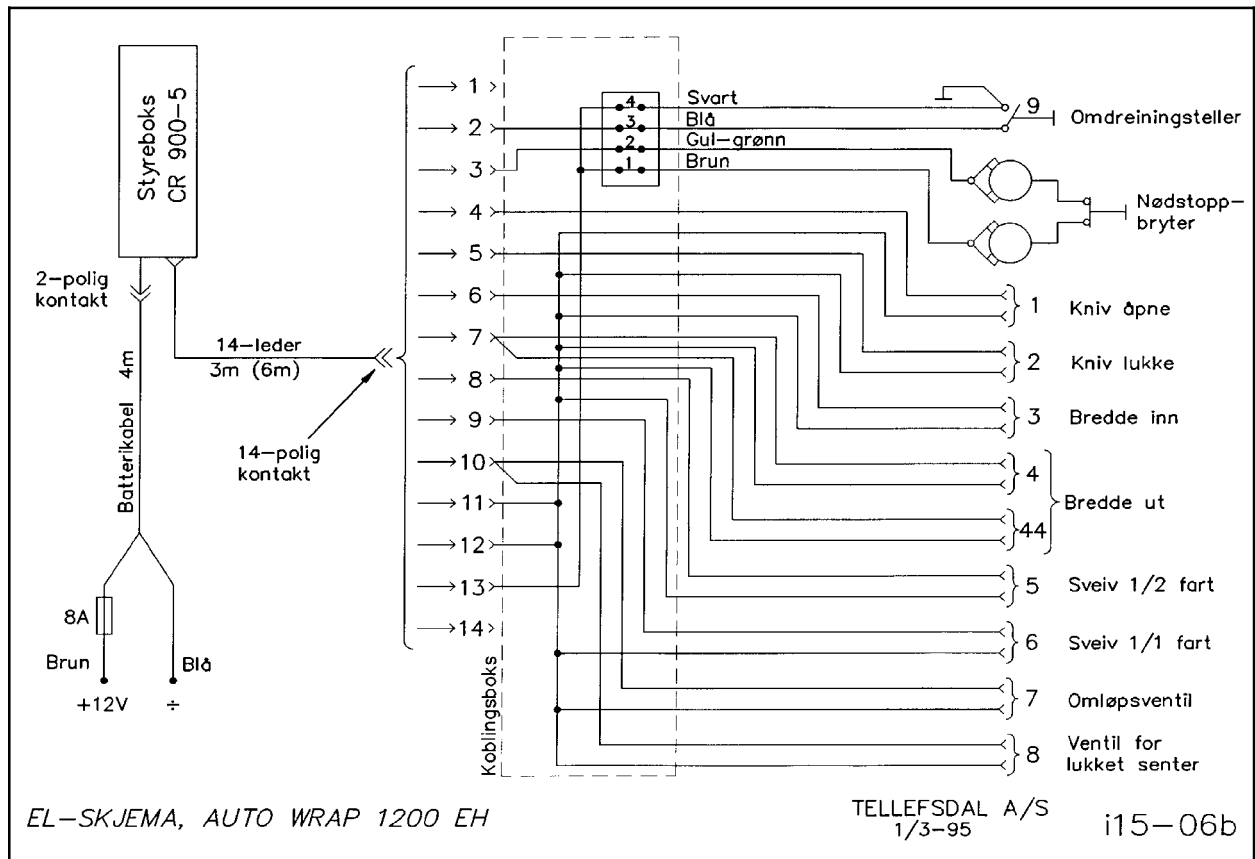 Styreboks
CR 900-5
2-polig
kontakt
Batterikabel 4m
14-leder
3m (6m)
14-polig
kontakt
8A
Brun
Blå
+12V
÷
1
2
3
4
5
6
7
8
9
10
11
12
13
14
Koblingsboks
4
3
2
1
Svart
Blå
Gul-grønn
Brun
9 Omdreiningsteller
Nødstopp-
bryter
1 Kniv åpne
2 Kniv lukke
3 Bredde inn
4
Bredde ut
44
5 Sveiv 1/2 fart
6 Sveiv 1/1 fart
7 Omløpsventil
8 Ventil for
lukket senter
EL-SKJEMA, AUTO WRAP 1200 EH
TELLEFSDAL A/S
1/3-95
i15-06b